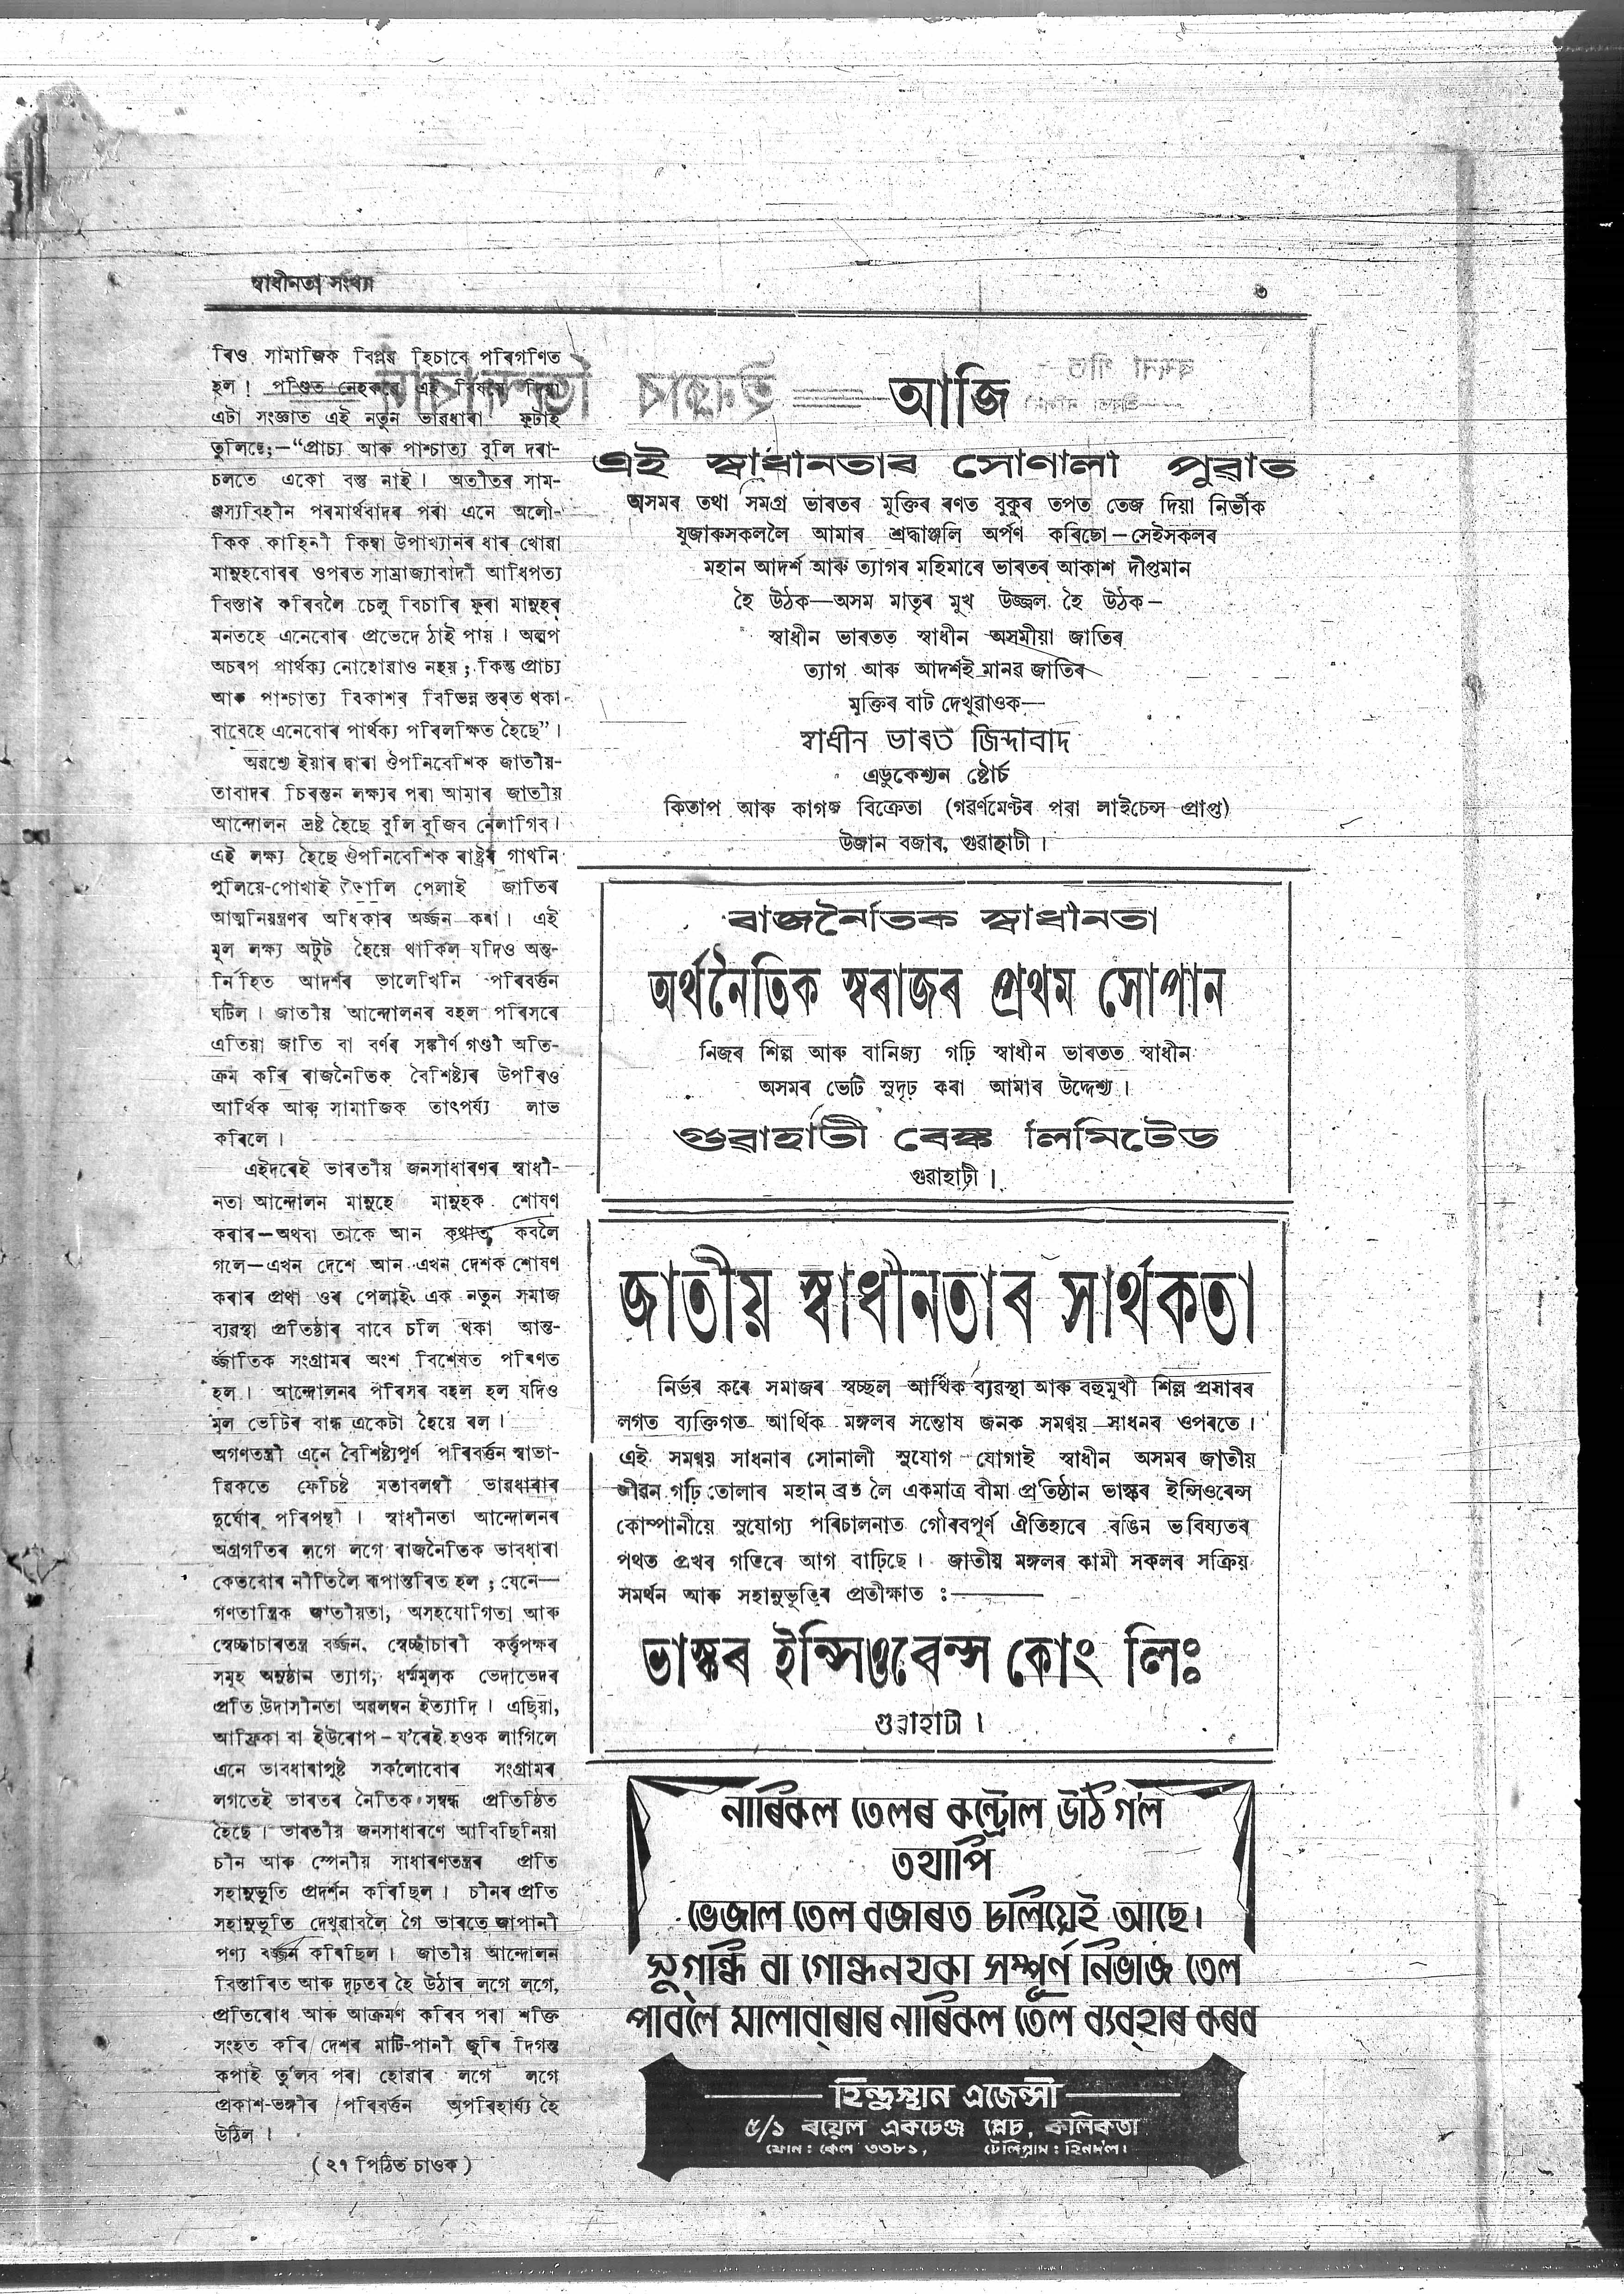 স্বাধীনতা সংখ্যা
৩
ৰিও সামাজিক বিপ্লৱ হিচাবে পৰিগণিত
হল! পণ্ডিত নেহৰুৱে এই বিষয়ে দিয়া
এটা সংজ্ঞাত এই নতুন ভাৱধাৰা ফুটাই
তুলিছে;—“প্ৰাচ্য আৰু পাশ্চাত্য বুলি দৰা-
চলতে একো বস্তু নাই। অতীতৰ সাম-
ঞ্জস্যবিহীন পৰমাৰ্থবাদৰ পৰা এনে অলৌ-
কিক কাহিনী কিম্বা উপাখ্যানৰ ধাৰ খোৱা
মানুহবোৰৰ ওপৰত সাম্ৰাজ্যবাদী আধিপত্য
বিস্তাৰ কৰিবলৈ চেলু বিচাৰি ফুৰা মানুহৰ
মনতহে এনেবোৰ প্ৰভেদে ঠাই পায়। অলপ
অচৰপ পাৰ্থক্য নোহোৱাও নহয়; কিন্তু প্ৰাচ্য
আৰু পাশ্চাত্য বিকাশৰ বিভিন্ন স্তৰত থকা
বাবেহে এনেবোৰ পাৰ্থক্য পৰিলক্ষিত হৈছে”।
অৱশ্যে ইয়াৰ দ্বাৰা ঔপনিবেশিক জাতীয়-
তাবাদৰ চিৰন্তন লক্ষ্যৰ পৰা আমাৰ জাতীয়
আন্দোলন ভ্ৰষ্ট হৈছে বুলি বুজিব নেলাগিব।
এই লক্ষ্য হৈছে ঔপনিবেশিক ৰাষ্ট্ৰৰ গাথনি
পুলিয়ে-পোখাই ভৈালি পেলাই জাতিৰ
আত্মনিয়ন্ত্ৰণৰ অধিকাৰ অৰ্জ্জন কৰা। এই
মূল লক্ষ্য অটুট হৈয়ে থাকিল যদিও অন্ত-
ৰ্নিহিত আদৰ্শৰ ভালেখিনি পৰিবৰ্ত্তন
ঘটিল। জাতীয় আন্দোলনৰ বহল পৰিসৰে
এতিয়া জাতি বা বৰ্ণৰ সঙ্কীৰ্ণ গণ্ডী অতি-
ক্ৰম কৰি ৰাজনৈতিক বৈশিষ্ট্যৰ উপৰিও
আৰ্থিক আৰু সামাজিক তাৎপৰ্য্য লাভ
কৰিলে।
এইদৰেই ভাৰতীয় জনসাধাৰণৰ স্বাধী-
নতা আন্দোলন মানুহে মানুহক শোষণ
কৰাৰ—অথবা তাকে আন কথাত কবলৈ
গলে—এখন দেশে আন এখন দেশক শোষণ
কৰাৰ প্ৰথা ওৰ পেলাই এক নতুন সমাজ
ব্যৱস্থা প্ৰতিষ্ঠাৰ বাবে চলি থকা আন্ত-
ৰ্জ্জাতিক সংগ্ৰামৰ অংশ বিশেষত পৰিণত
হল। আন্দোলনৰ পৰিসৰ বহল হল যদিও
মূল ভেটিৰ বান্ধ একেটা হৈয়ে ৰল।
অগণতন্ত্ৰী এনে বৈশিষ্ট্যপূৰ্ণ পৰিবৰ্ত্তন স্বাভা-
ৱিকতে ফেচিষ্ট মতাবলম্বী ভাৱধাৰাৰ
দুৰ্ঘোৰ পৰিপন্থী। স্বাধীনতা আন্দোলনৰ
অগ্ৰগতিৰ লগে লগে ৰাজনৈতিক ভাবধাৰা
কেতবোৰ নীতিলৈ ৰূপান্তৰিত হল; যেনে—
গণতান্ত্ৰিক জাতীয়তা, অসহযোগিতা আৰু
স্বেচ্ছাচাৰতন্ত্ৰ বৰ্জ্জন, স্বেচ্ছাচাৰী কৰ্ত্তৃপক্ষৰ
সমূহ অনুষ্ঠান ত্যাগ, ধৰ্ম্মমূলক ভেদাভেদৰ
প্ৰতি উদাসীনতা অৱলম্বন ইত্যাদি। এছিয়া,
আফ্ৰিকা বা ইউৰোপ – য'ৰেই হওক লাগিলে
এনে ভাবধাৰাপুষ্ট সকলোবোৰ সংগ্ৰামৰ
লগতেই ভাৰতৰ নৈতিক সম্বন্ধ প্ৰতিষ্ঠিত
হৈছে। ভাৰতীয় জনসাধাৰণে আবিছিনিয়া
চীন আৰু স্পেনীয় সাধাৰণতন্ত্ৰৰ প্ৰতি
সহানুভূতি প্ৰদৰ্শন কৰিছিল। চীনৰ প্ৰতি
সহানুভূতি দেখুৱাবলৈ গৈ ভাৰতে জাপানী
পণ্য বৰ্জ্জন কৰিছিল। জাতীয় আন্দোলন
বিস্তাৰিত আৰু দৃঢ়তৰ হৈ উঠাৰ লগে লগে,
প্ৰতিৰোধ আৰু আক্ৰমণ কৰিব পৰা শক্তি
সংহত কৰি দেশৰ মাটি-পানী জুৰি দিগন্ত
কপাই তু'লব পৰা হোৱাৰ লগে লগে
প্ৰকাশ-ভঙ্গীৰ পৰিবৰ্ত্তন অপৰিহাৰ্য্য হৈ
উঠিল।
(২৭ পিঠিত চাওক)
আজি
এই স্বাধীনতাৰ সোণালী পুৱাত
অসমৰ তথা সমগ্ৰ ভাৰতৰ মুক্তিৰ ৰণত বুকুৰ তপত তেজ দিয়া নিৰ্ভীক
যুজাৰুসকললৈ আমাৰ শ্ৰদ্ধাঞ্জলি অৰ্পণ কৰিছো—সেইসকলৰ
মহান আদৰ্শ আৰু ত্যাগৰ মহিমাৰে ভাৰতৰ আকাশ দীপ্তমান
হৈ উঠক—অসম মাতৃৰ মুখ উজ্জ্বল হৈ উঠক—
স্বাধীন ভাৰতত স্বাধীন অসমীয়া জাতিৰ
ত্যাগ আৰু আদৰ্শই মানৱ জাতিৰ
মুক্তিৰ বাট দেখুৱাওক—
স্বাধীন ভাৰত জিন্দাবাদ
এডুকেশ্যন ষ্টোৰ্চ
কিতাপ আৰু কাগজ বিক্ৰেতা (গৱৰ্ণমেণ্টৰ পৰা লাইচেন্স প্ৰাপ্ত)
উজান বজাৰ, গুৱাহাটী।
ৰাজনৈতিক স্বাধীনতা
অৰ্থনৈতিক স্বৰাজৰ প্ৰথম সোপান
নিজৰ শিল্প আৰু বানিজ্য গঢ়ি স্বাধীন ভাৰতত স্বাধীন
অসমৰ ভেটি সুদৃঢ় কৰা আমাৰ উদ্দেশ্য।
গুৱাহাটী বেঙ্ক লিমিটেড
গুৱাহাটী।
জাতীয় স্বাধীনতাৰ সাৰ্থকতা
নিৰ্ভৰ কৰে সমাজৰ স্বচ্ছল আৰ্থিক ব্যৱস্থা আৰু বহুমুখী শিল্প প্ৰসাৰৰ
লগত ব্যক্তিগত আৰ্থিক মঙ্গলৰ সন্তোষ জনক সমণ্বয় সাধনৰ ওপৰতে।
এই সমণ্বয় সাধনাৰ সোনালী সুযোগ যোগাই স্বাধীন অসমৰ জাতীয়
জীৱন গঢ়ি তোলাৰ মহান ব্ৰত লৈ একমাত্ৰ বীমা প্ৰতিষ্ঠান ভাস্কৰ ইন্সিওৰেন্স
কোম্পানীয়ে সুযোগ্য পৰিচালনাত গৌৰবপূৰ্ণ ঐতিহ্যৰে ৰঙিন ভবিষ্যতৰ
পথত প্ৰখৰ গতিৰে আগ বাঢ়িছে। জাতীয় মঙ্গলৰ কামী সকলৰ সক্ৰিয়
সমৰ্থন আৰু সহানুভূতিৰ প্ৰতীক্ষাত :—
ভাস্কৰ ইন্সিওৰেন্স কোং লিঃ
গুৱাহাটী।
নাৰিকল তেলৰ কন্ট্ৰোল উঠি গল
তথাপি
ভেজাল তেল বজাৰত চলিয়েই আছে।
সুগন্ধি বা গোন্ধনথকা সম্পূৰ্ণ নিভাজ তেল
পাবলৈ মালাবাৰাৰ নাৰিকল তেল ব্যবহাৰ কৰব
হিন্দুস্থান এজেন্সী
৫/১ ৰয়েল একচেঞ্জ প্লেচ, কলিকতা
ফোন: কেল ৩৩৮১, টেলিগ্ৰাম: হিনদল।